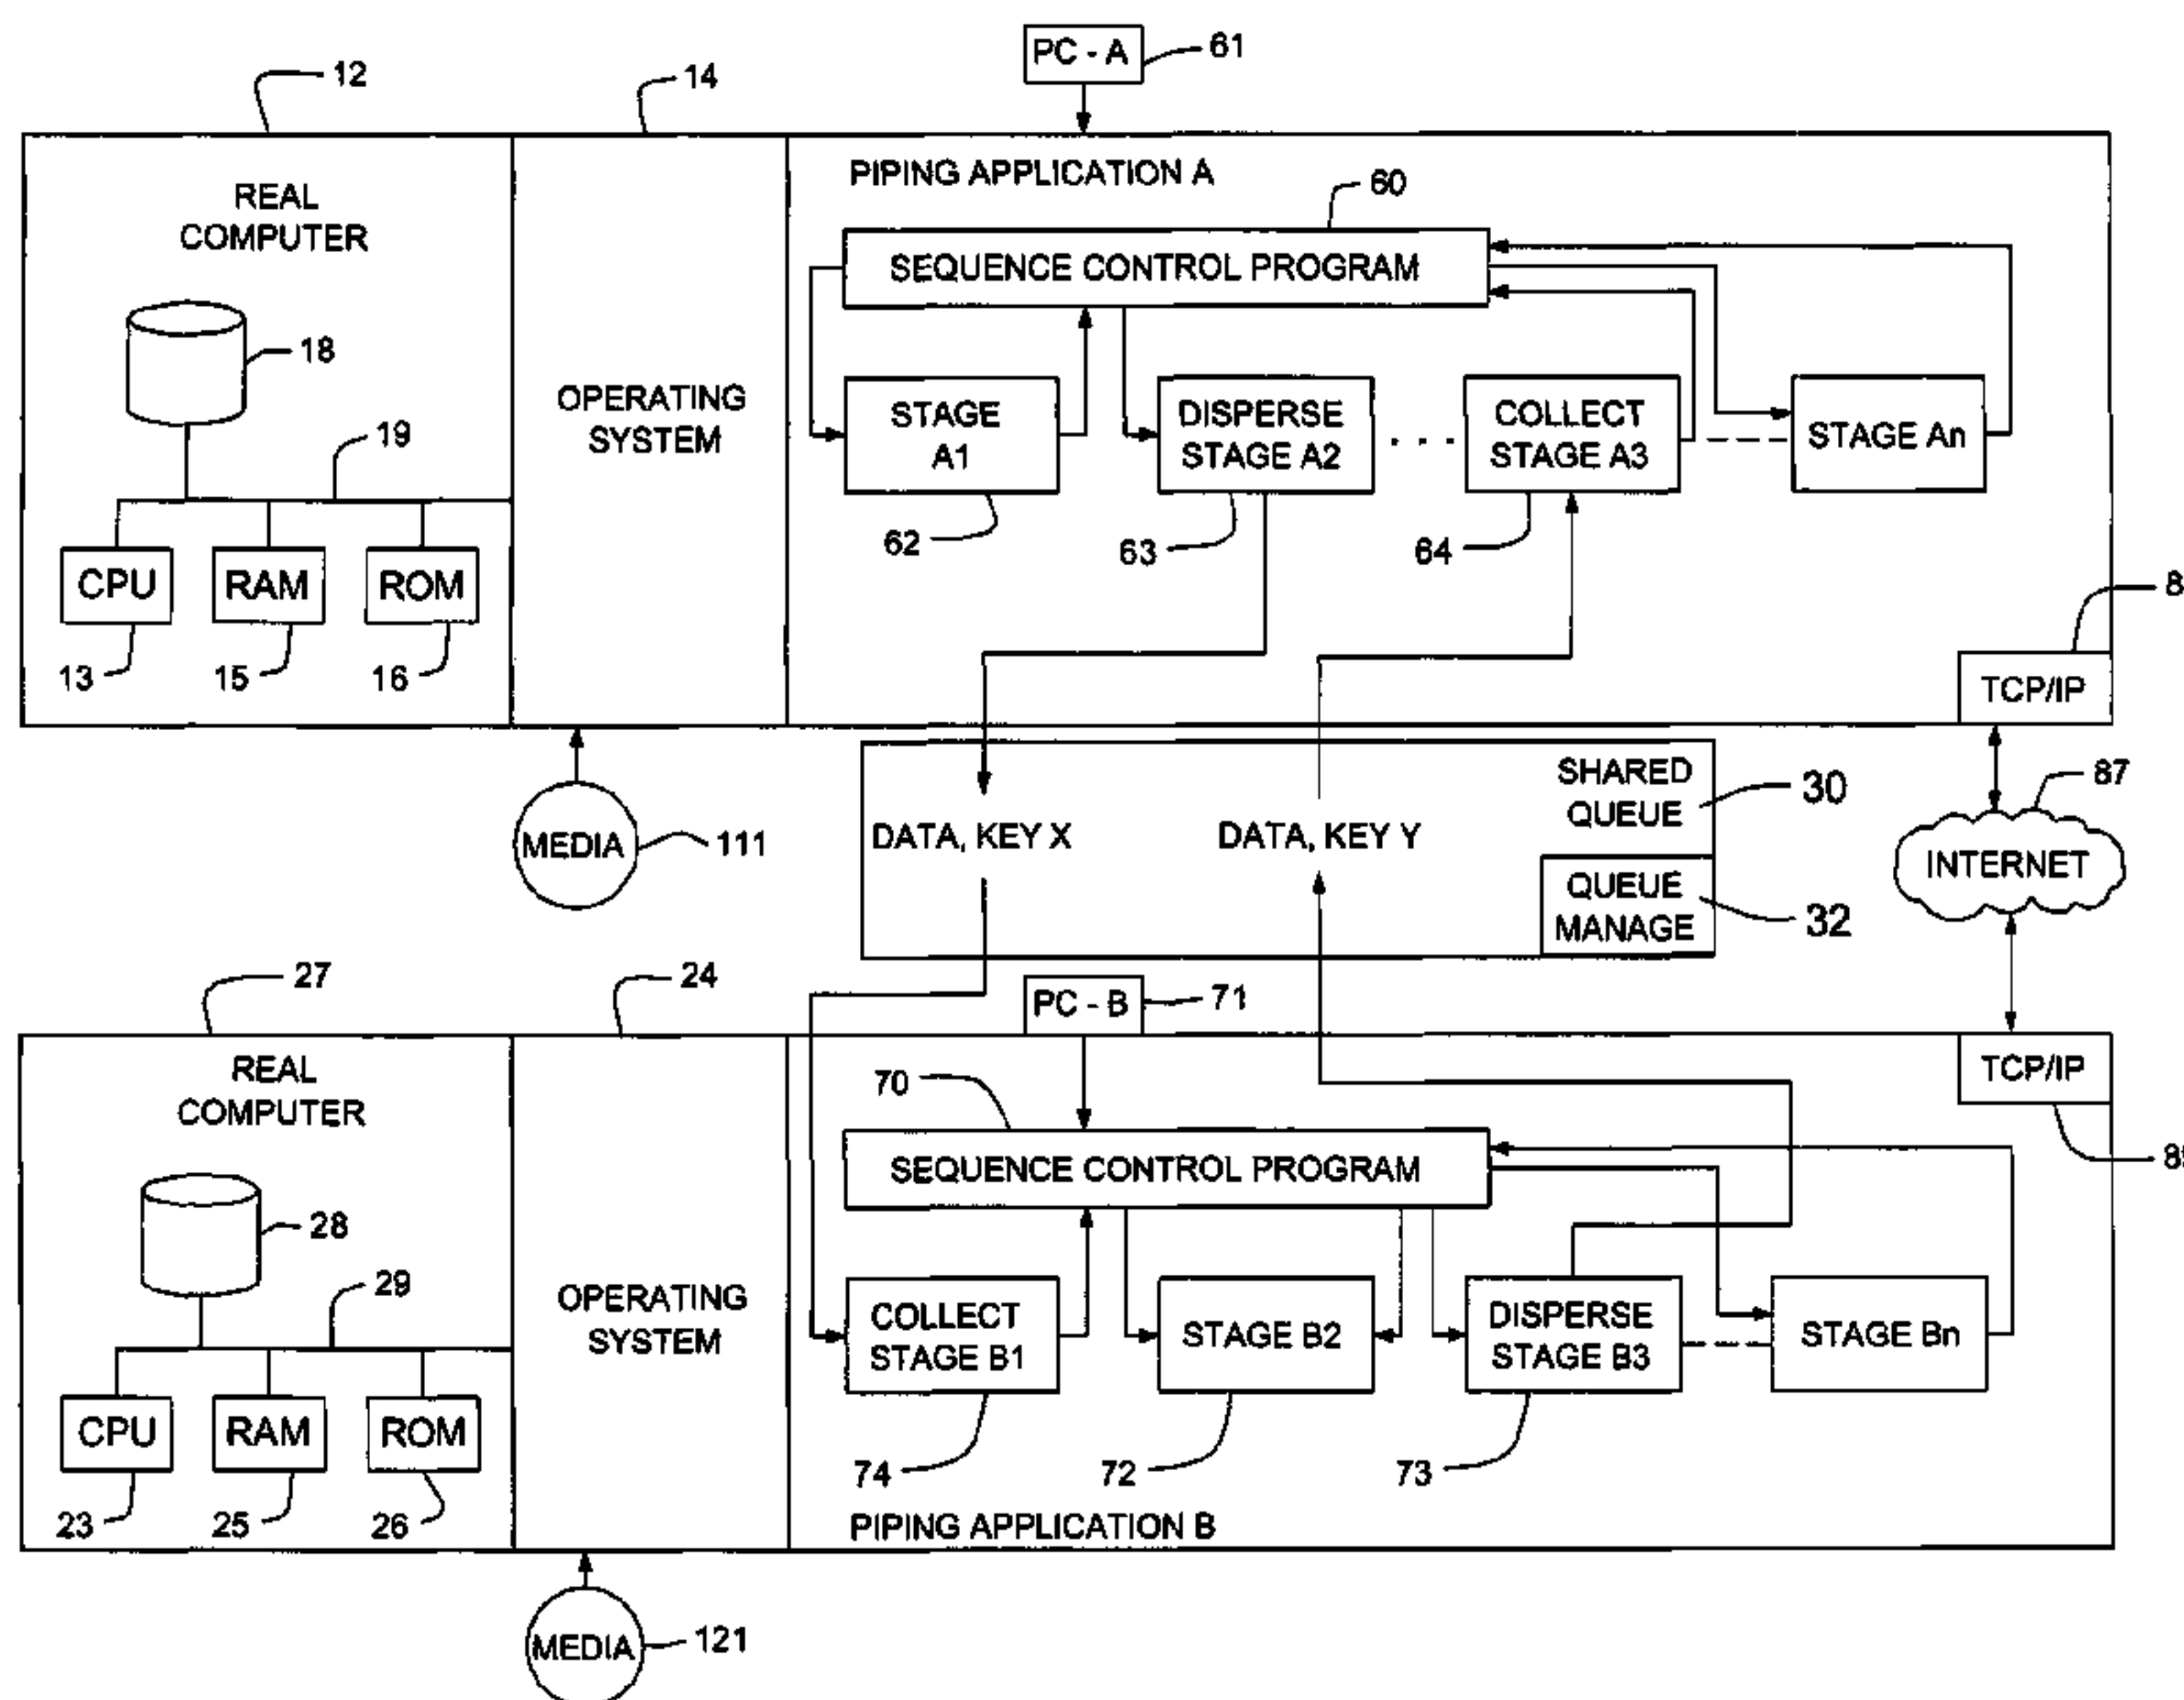 PC - A
61
12
14
PIPING APPLICATION A
60
REAL
COMPUTER
SEQUENCE CONTROL PROGRAM
18
OPERATING
SYSTEM
STAGE
A1
DISPERSE
STAGE A2
. . .
COLLECT
STAGE A3
STAGE An
19
62
63
64
CPU
RAM
ROM
13
15
16
8
TCP/IP
MEDIA
111
DATA, KEY X
DATA, KEY Y
SHARED
QUEUE
30
QUEUE
MANAGE
32
87
INTERNET
27
24
PC - B
71
REAL
COMPUTER
70
TCP/IP
SEQUENCE CONTROL PROGRAM
28
OPERATING
SYSTEM
COLLECT
STAGE B1
STAGE B2
DISPERSE
STAGE B3
STAGE Bn
29
74
72
73
CPU
RAM
ROM
23
25
26
PIPING APPLICATION B
MEDIA
121